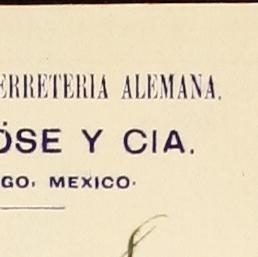 ERRETERIA ALEMANA.
ÖSE Y CIA.
GO, MEXICO.